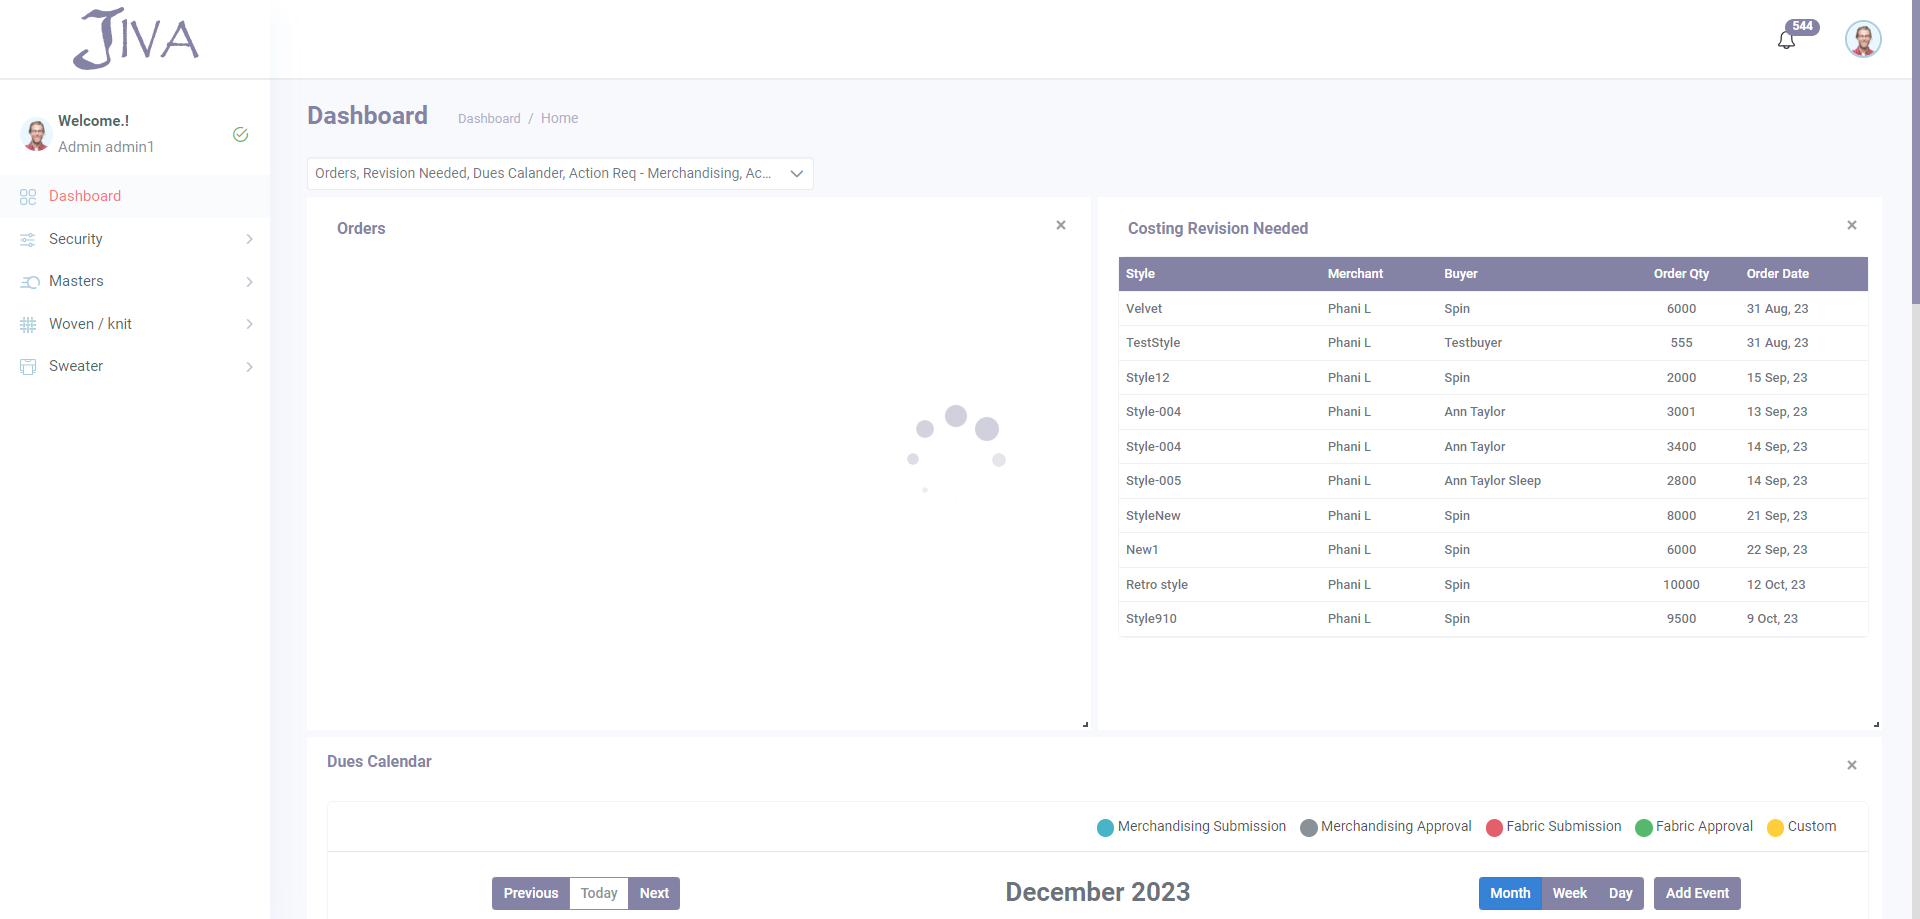 JIVA
544
Welcome.!
Admin admin1
Dashboard
Security
Masters
Woven / knit
Sweater
Dashboard
Dashboard / Home
Orders, Revision Needed, Dues Calander, Action Req - Merchandising, Ac...
Orders
×
Costing Revision Needed
×
Style Merchant Buyer Order Qty Order Date
Velvet Phani L Spin 6000 31 Aug, 23
TestStyle Phani L Testbuyer 555 31 Aug, 23
Style12 Phani L Spin 2000 15 Sep, 23
Style-004 Phani L Ann Taylor 3001 13 Sep, 23
Style-004 Phani L Ann Taylor 3400 14 Sep, 23
Style-005 Phani L Ann Taylor Sleep 2800 14 Sep, 23
StyleNew Phani L Spin 8000 21 Sep, 23
New1 Phani L Spin 6000 22 Sep, 23
Retro style Phani L Spin 10000 12 Oct, 23
Style910 Phani L Spin 9500 9 Oct, 23
Dues Calendar
×
Merchandising Submission Merchandising Approval Fabric Submission Fabric Approval Custom
Previous Today Next December 2023 Month Week Day Add Event